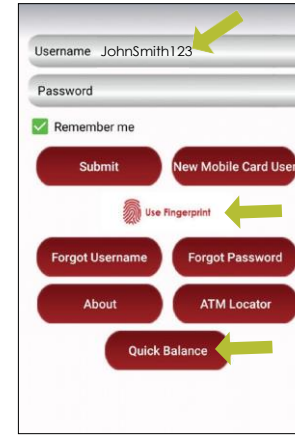 Username JohnSmith123
Password
Remember me
Submit New Mobile Card User
Use Fingerprint
Forgot Username Forgot Password
About ATM Locator
Quick Balance